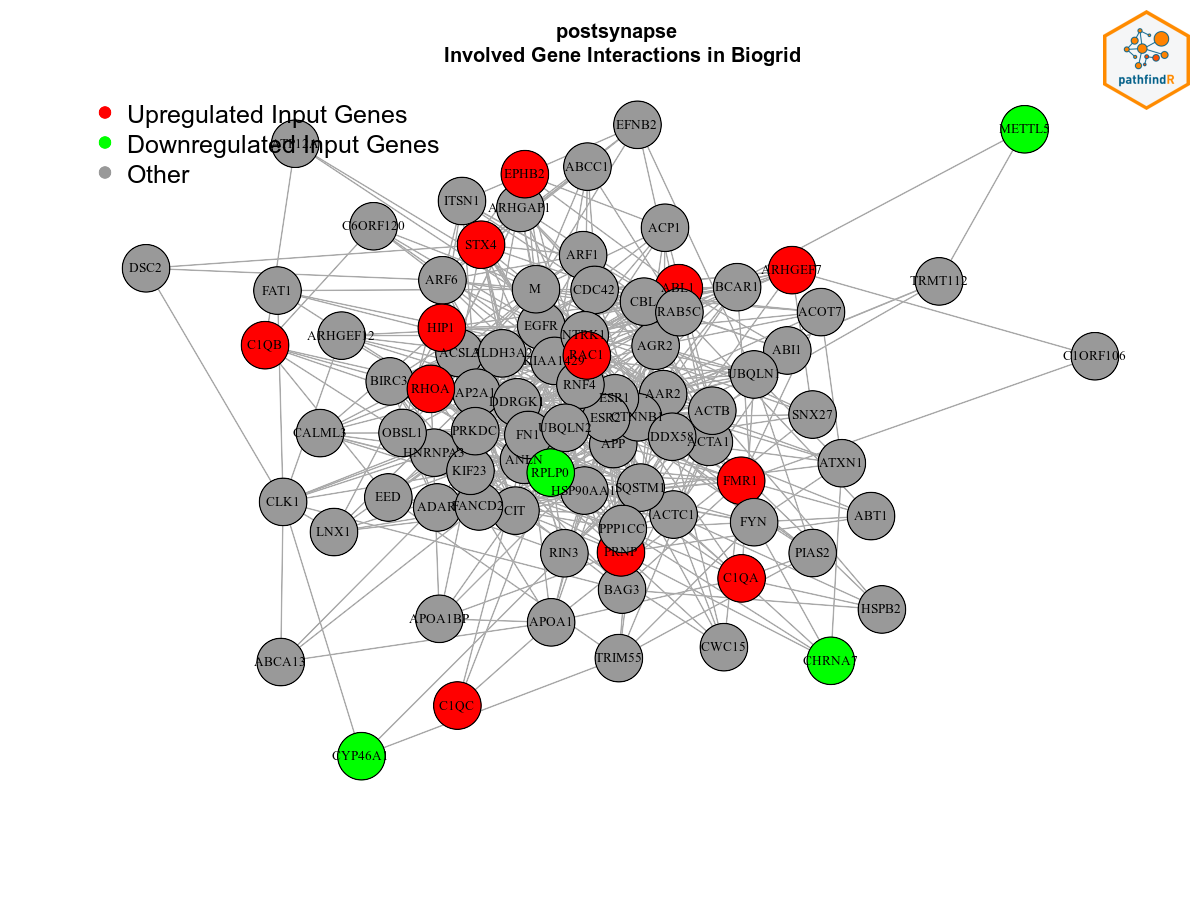 postsynapse
Involved Gene Interactions in Biogrid
pathfindR
Upregulated Input Genes
Downregulated Input Genes
Other
EFNB2
METTL5
ABCC1
EPHB2
ITSN1
ARHGAP1
C6ORF120
ACP1
STX4
ARF1
DSC2
ARHGEF7
ARF6
TRMT112
FAT1
M
CDC42
ABL1
BCAR1
CBL
RAB5C
ACOT7
HIP1
EGFR
NTRK1
ARHGEF12
C1QB
AGR2
ABI1
ALDH3A2
RAC1
C1ORF106
KIAA1429
UBQLN
BIRC3
RHOA
RNF4
AP2A1
AAR2
ESR1
DDRGK1
ACTB
SNX27
ESR2
CTNNB1
CALML3
OBSL1
PRKDC
FN1
UBQLN2
DDX58
ACTA1
APP
HNRNPA3
ANLN
ATXN1
KIF23
RPLP0
FMR1
HSP90AA1
SQSTM1
EED
CLK1
ADAR
FANCD2
CIT
ACTC1
FYN
ABT1
LNX1
PPP1CC
RIN3
PRNP
PIAS2
C1QA
BAG3
HSPB2
APOA1BP
APOA1
CWC15
TRIM55
ABCA13
CHRNA7
C1QC
CYP46A1